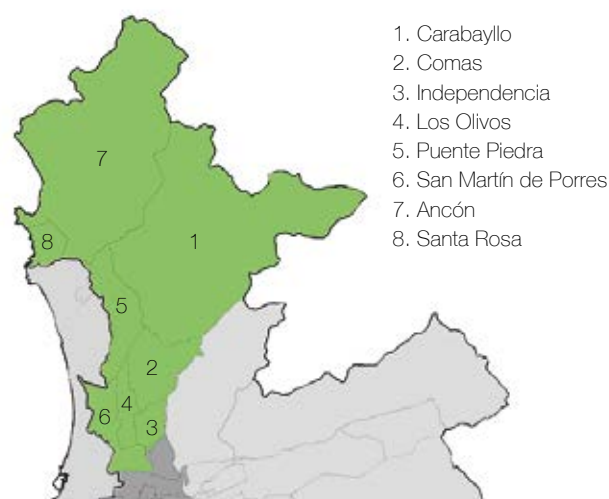 1. Carabayllo
2. Comas
3. Independencia
4. Los Olivos
5. Puente Piedra
6. San Martín de Porres
7. Ancón
8. Santa Rosa
7
8
1
5
2
4
6
3